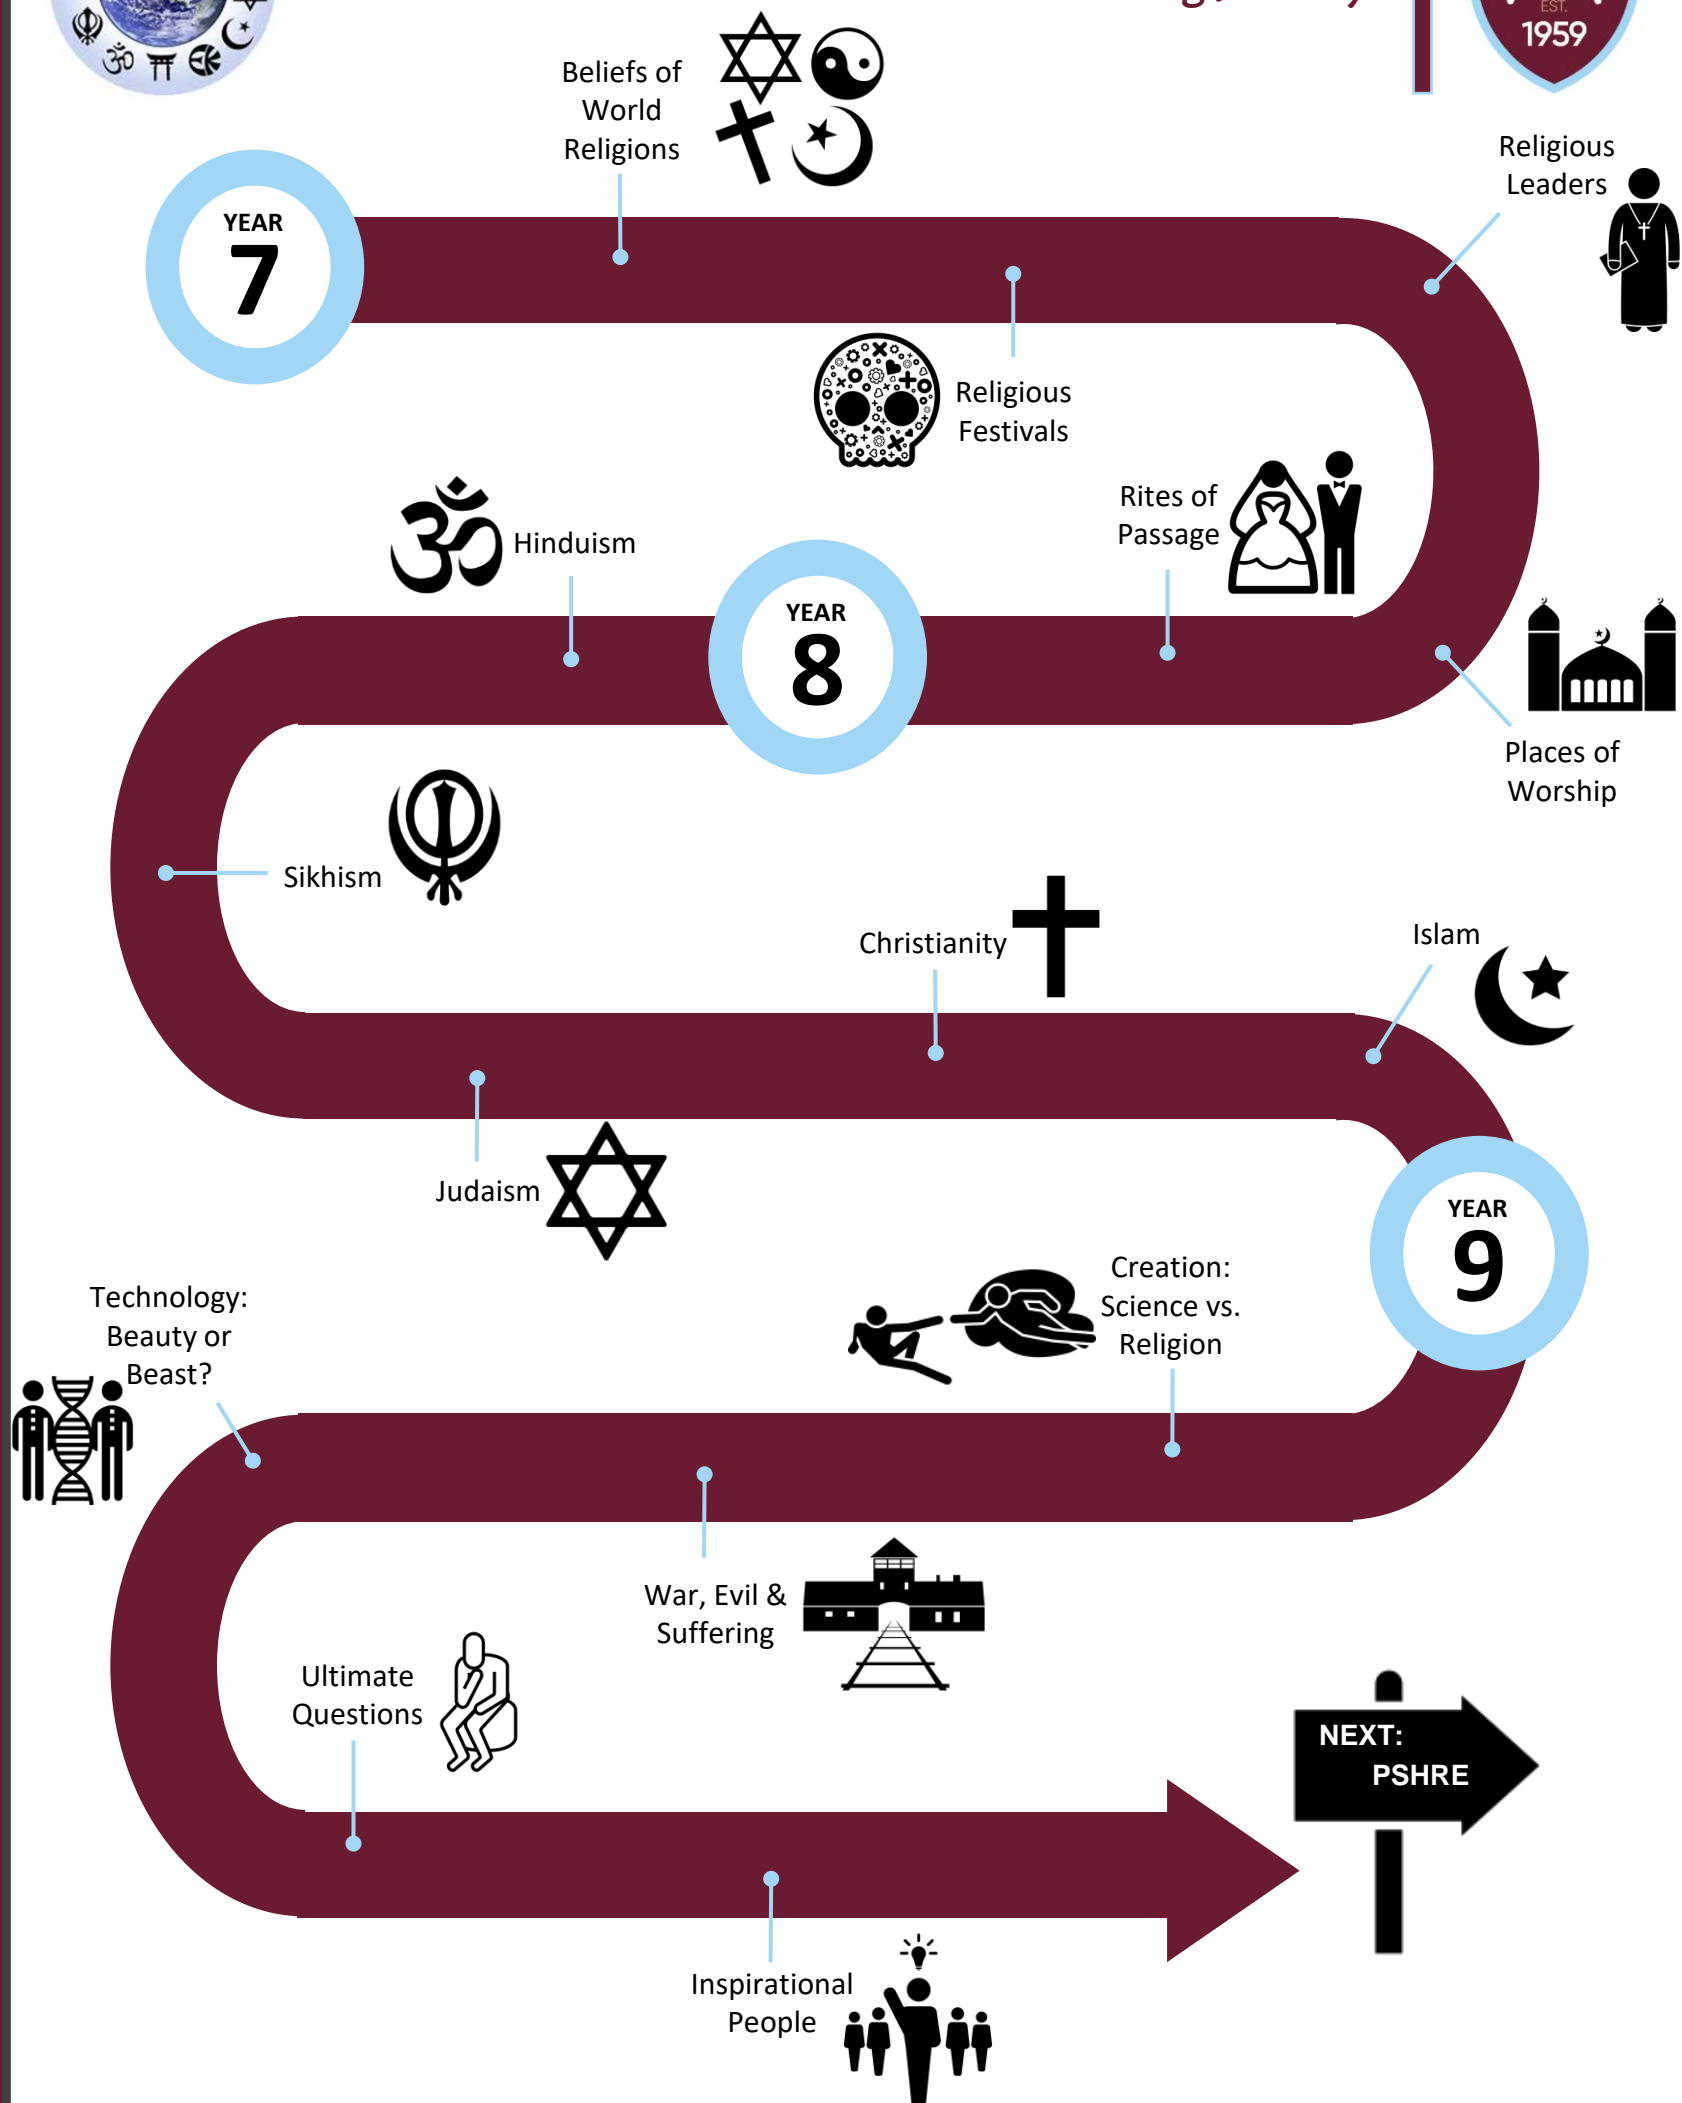 EST.
1959
Beliefs of
World
Religions
Religious
Leaders
YEAR
7
Religious
Festivals
Rites of
Passage
Hinduism
YEAR
8
Places of
Worship
Sikhism
Christianity
Islam
Judaism
YEAR
9
Creation:
Science vs.
Religion
Technology:
Beauty or
Beast?
War, Evil &
Suffering
Ultimate
Questions
NEXT:
PSHRE
Inspirational
People